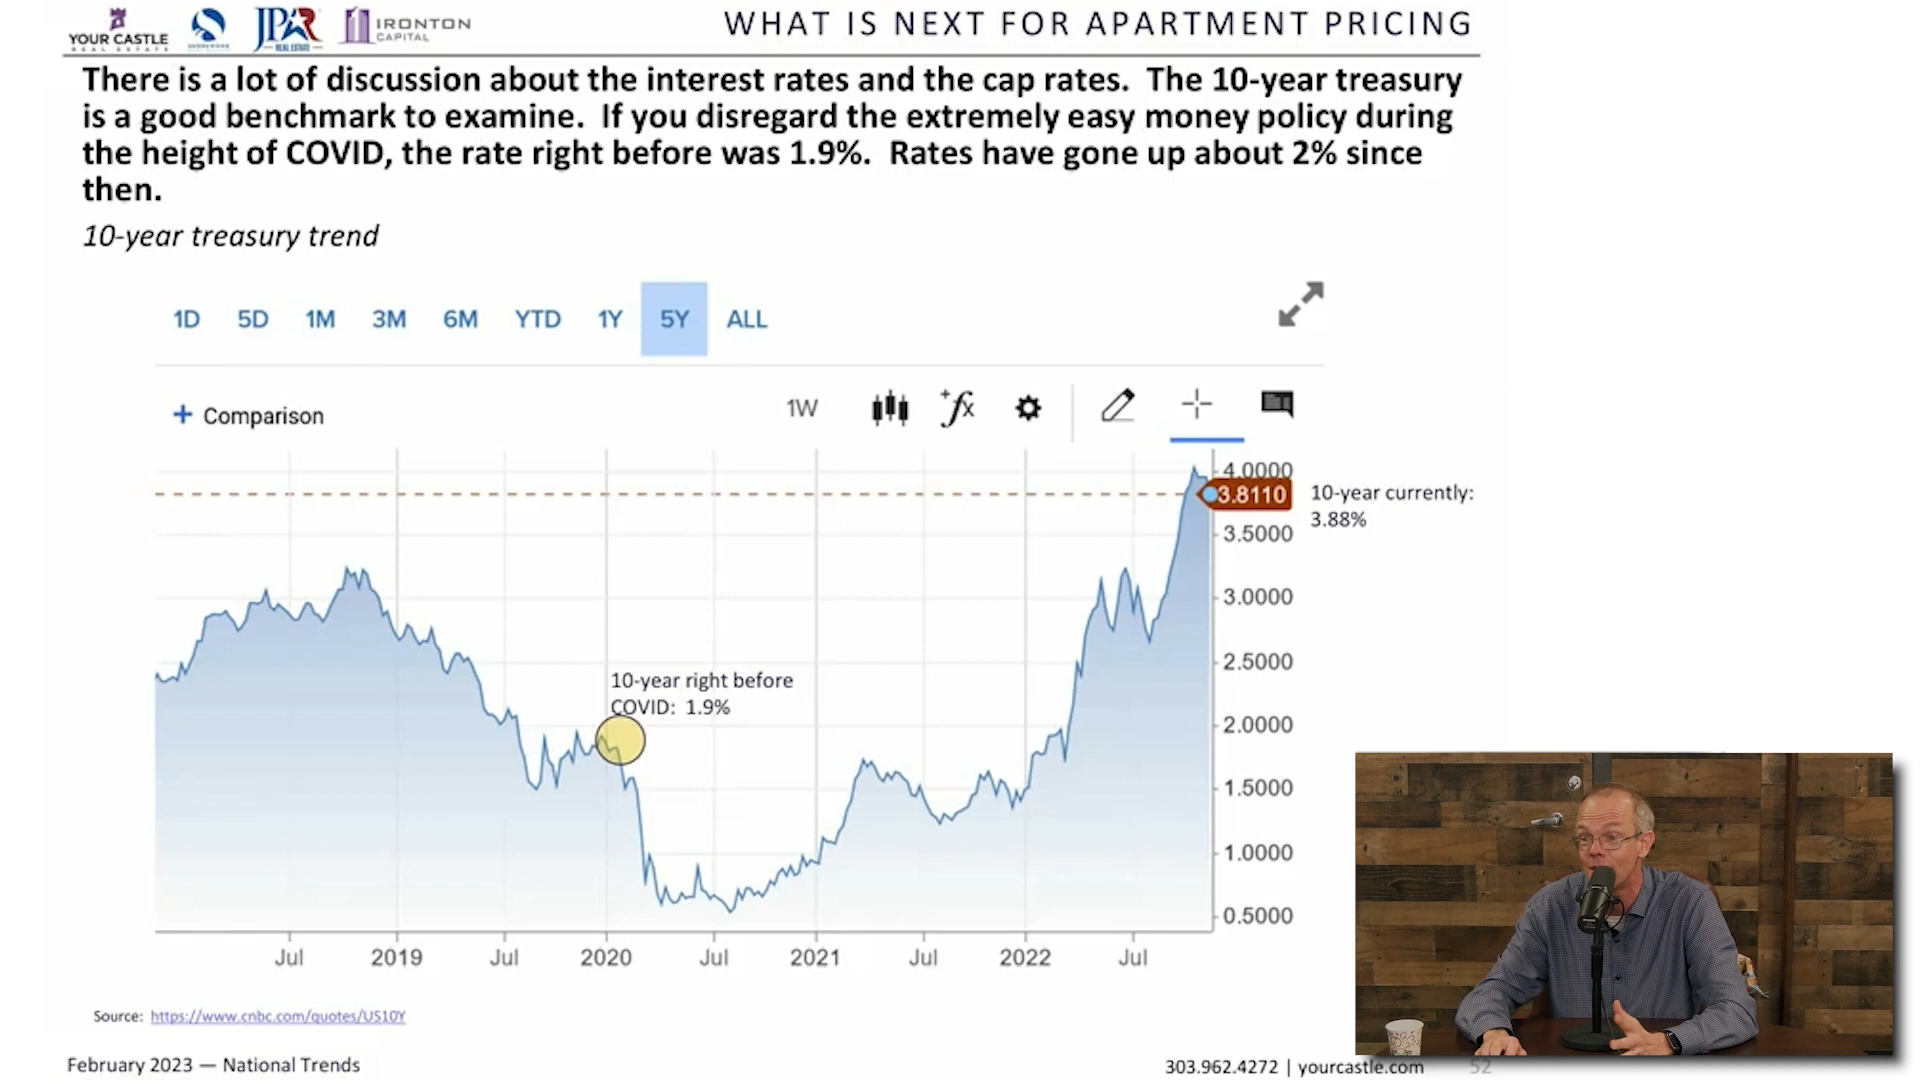 YOUR CASTLE
REAL ESTATE
JPAR
REAL ESTATE
IRONTON
CAPITAL
WHAT IS NEXT FOR APARTMENT PRICING
There is a lot of discussion about the interest rates and the cap rates. The 10-year treasury
is a good benchmark to examine. If you disregard the extremely easy money policy during
the height of COVID, the rate right before was 1.9%. Rates have gone up about 2% since
then.
10-year treasury trend
1D 5D 1M 3M 6M YTD 1Y 5Y ALL
+ Comparison
1W
+fx
4.0000
3.8110
10-year currently:
3.88%
3.5000
3.0000
2.5000
2.0000
1.5000
1.0000
0.5000
10-year right before
COVID: 1.9%
Jul 2019 Jul 2020 Jul 2021 Jul 2022 Jul
Source: https://www.cnbc.com/quotes/US10Y
February 2023 — National Trends
303.962.4272 | yourcastle.com 52